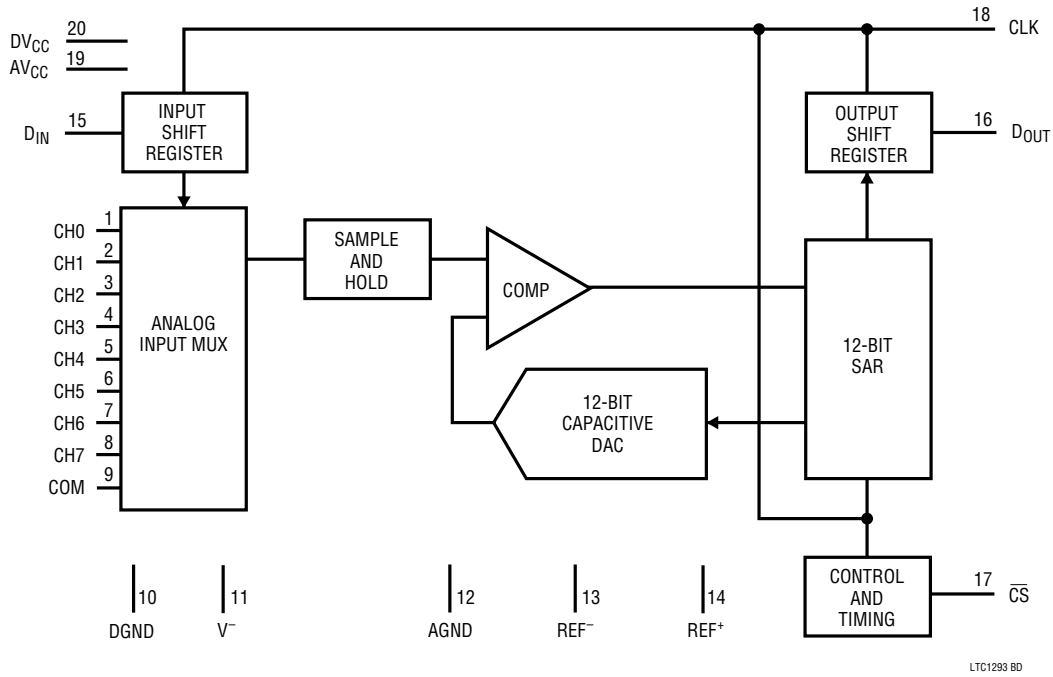 20
DVCC
19
AVCC
18
CLK
INPUT
SHIFT
REGISTER
15
DIN
OUTPUT
SHIFT
REGISTER
16
DOUT
1
CH0
2
CH1
3
CH2
4
CH3
5
CH4
6
CH5
7
CH6
8
CH7
9
COM
ANALOG
INPUT MUX
SAMPLE
AND
HOLD
COMP
12-BIT
CAPACITIVE
DAC
12-BIT
SAR
10
DGND
11
V–
12
AGND
13
REF–
14
REF+
CONTROL
AND
TIMING
17
C̅S̅
LTC1293 BD